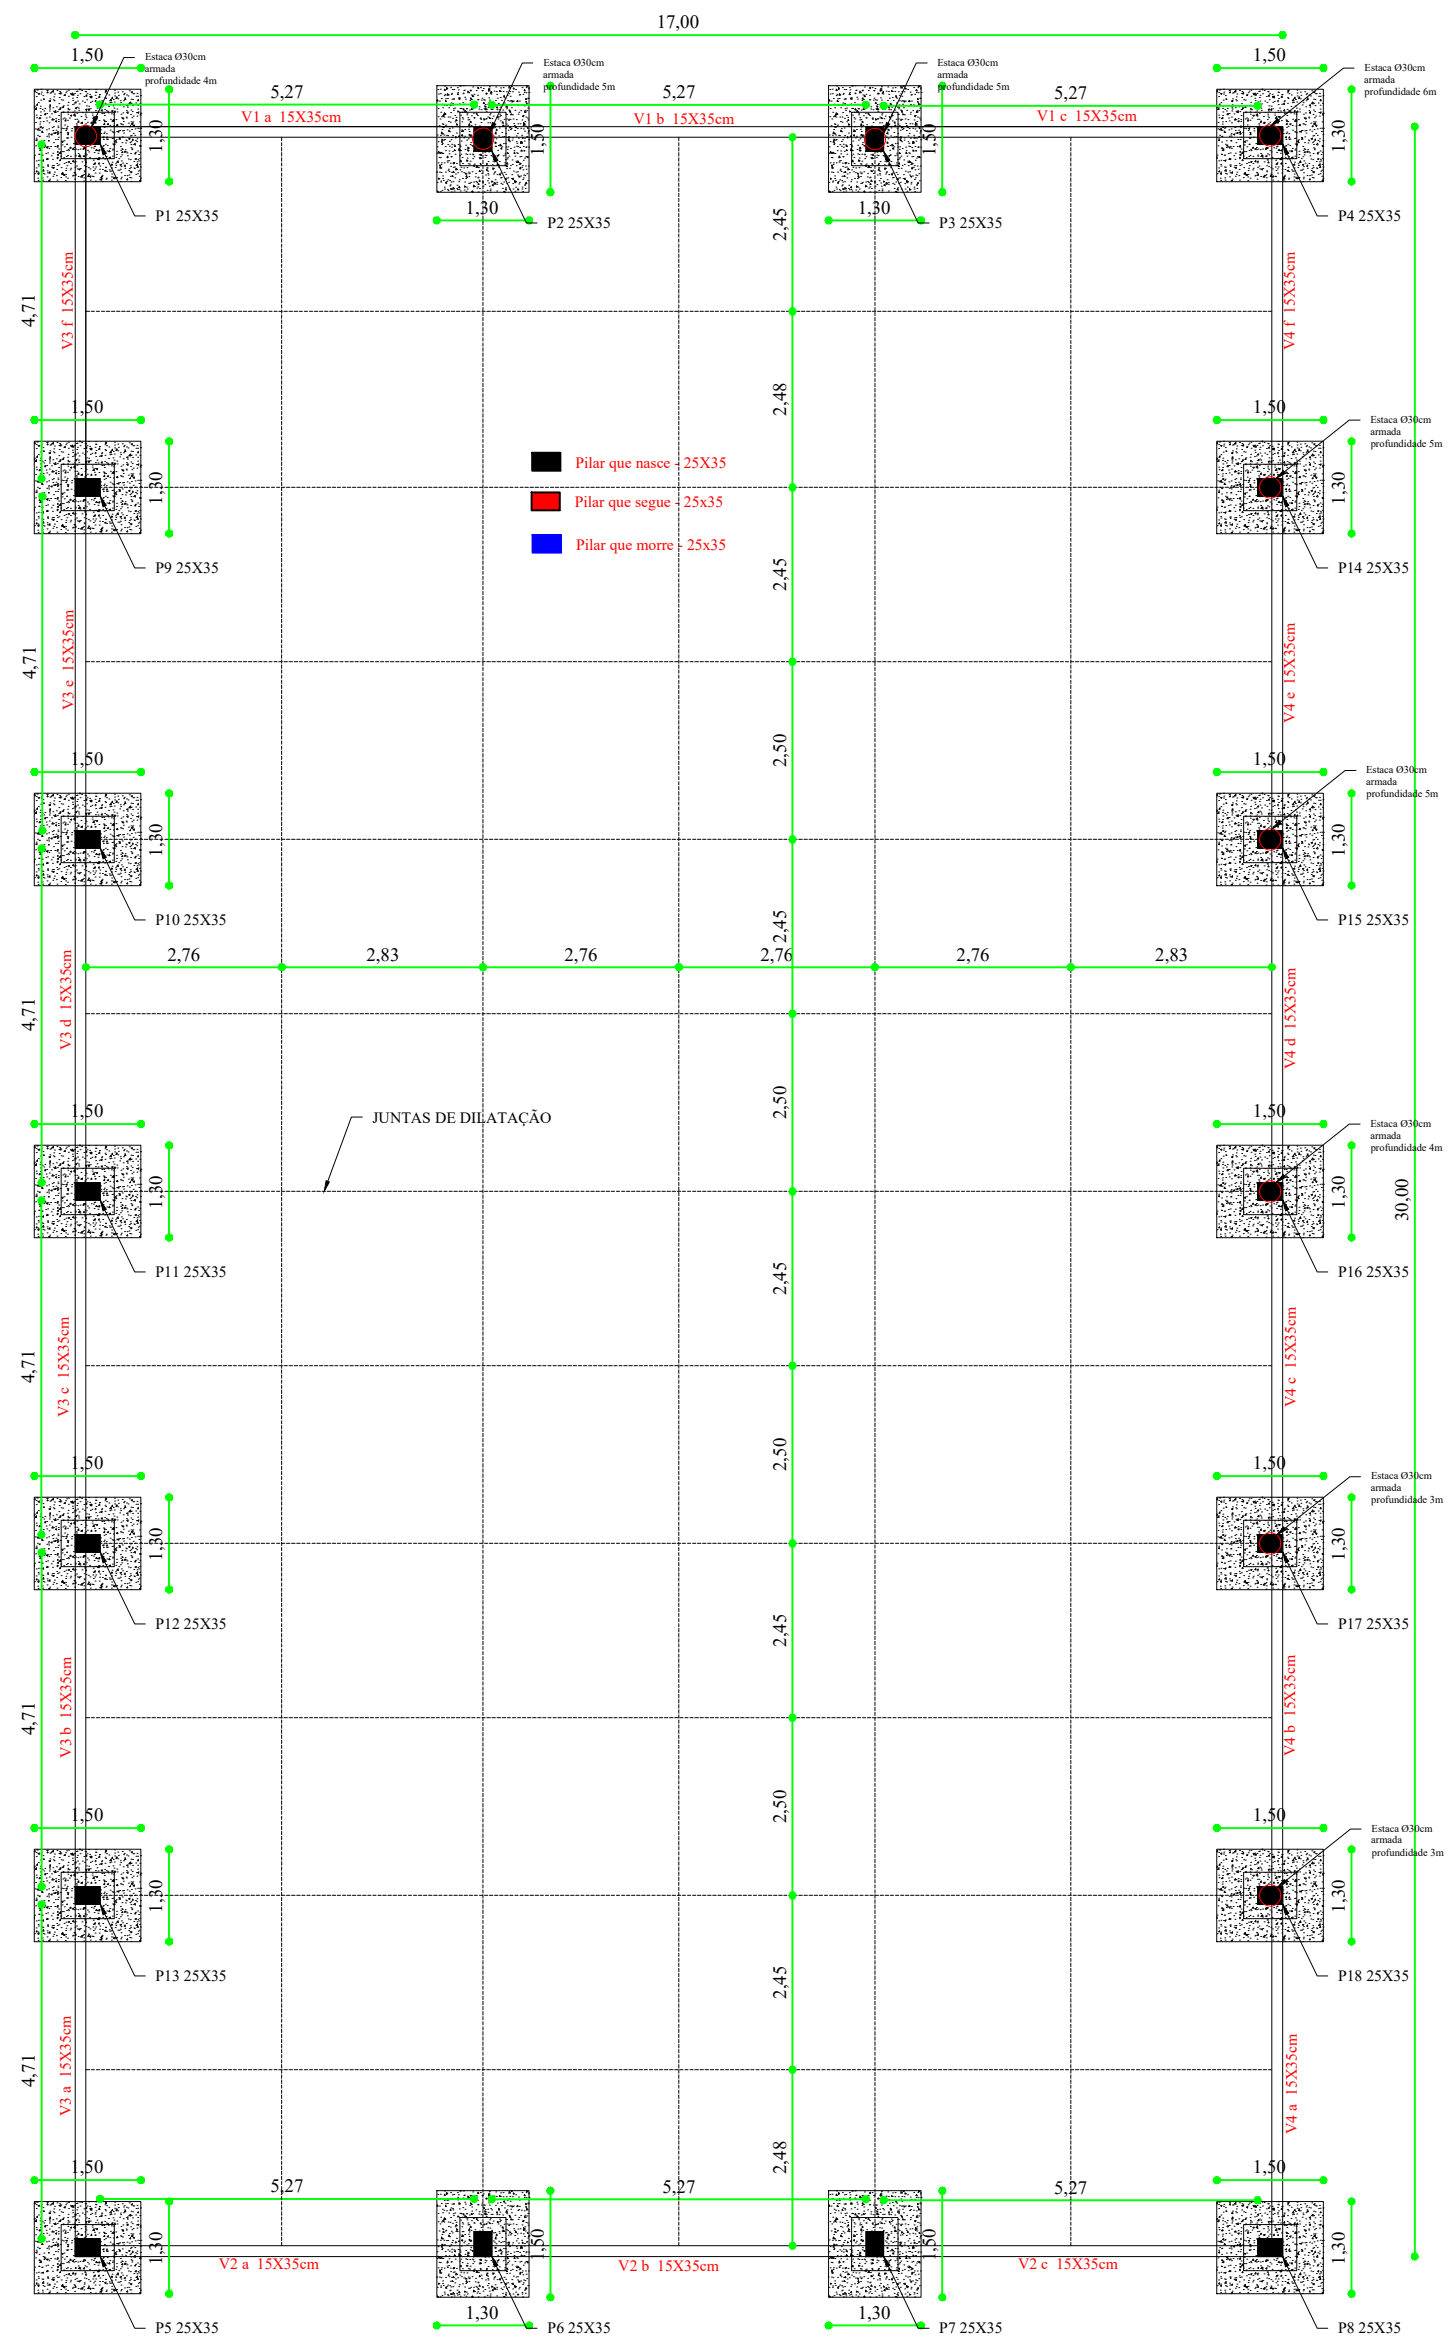 17,00
1,50
Estaca Ø30cm
armada
profundidade 4m
Estaca Ø30cm
armada
profundidade 5m
Estaca Ø30cm
armada
profundidade 5m
1,50
Estaca Ø30cm
armada
profundidade 6m
5,27
5,27
5,27
V1 a 15X35cm
V1 b 15X35cm
V1 c 15X35cm
1,30
1,50
1,50
1,30
1,30
1,30
P1 25X35
P2 25X35
P3 25X35
P4 25X35
2,45
4,71
V3 f 15X35cm
V4 f 15X35cm
2,48
1,50
1,50
Estaca Ø30cm
armada
profundidade 5m
Pilar que nasce - 25X35
Pilar que segue - 25x35
Pilar que morre - 25x35
1,30
1,30
P9 25X35
P14 25X35
2,45
4,71
V3 e 15X35cm
V4 e 15X35cm
2,50
1,50
1,50
Estaca Ø30cm
armada
profundidade 5m
1,30
1,30
P10 25X35
P15 25X35
2,45
2,76
2,83
2,76
2,76
2,76
2,83
4,71
V3 d 15X35cm
V4 d 15X35cm
2,50
JUNTAS DE DILATAÇÃO
1,50
1,50
Estaca Ø30cm
armada
profundidade 4m
1,30
1,30
30,00
P11 25X35
P16 25X35
2,45
4,71
V3 c 15X35cm
V4 c 15X35cm
2,50
1,50
1,50
Estaca Ø30cm
armada
profundidade 3m
1,30
1,30
P12 25X35
P17 25X35
2,45
4,71
V3 b 15X35cm
V4 b 15X35cm
2,50
1,50
1,50
Estaca Ø30cm
armada
profundidade 3m
1,30
1,30
P13 25X35
P18 25X35
2,45
4,71
V3 a 15X35cm
V4 a 15X35cm
2,48
1,50
1,50
5,27
5,27
5,27
1,30
1,50
1,50
1,30
V2 a 15X35cm
V2 b 15X35cm
V2 c 15X35cm
1,30
1,30
P5 25X35
P6 25X35
P7 25X35
P8 25X35